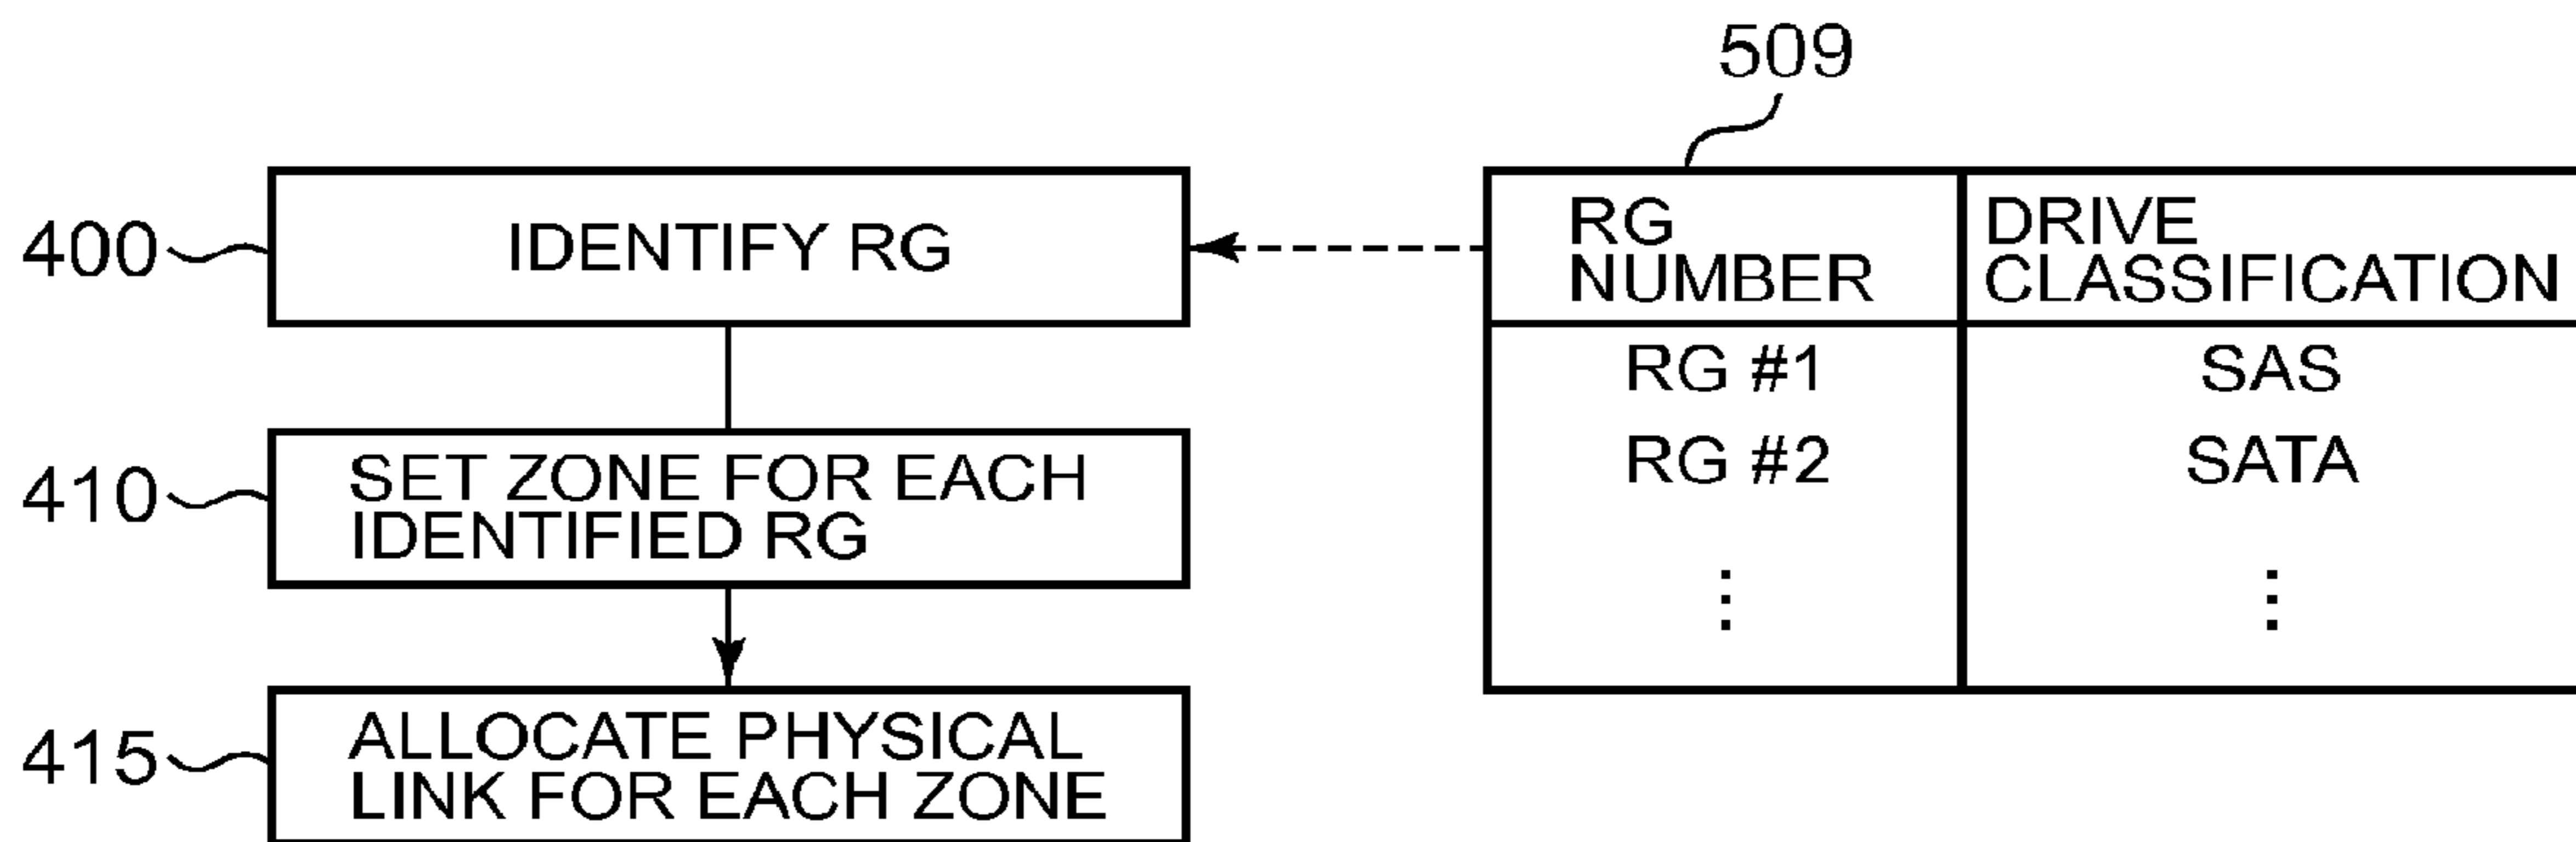 509
400
IDENTIFY RG
RG
NUMBER
DRIVE
CLASSIFICATION
RG #1
SAS
RG #2
SATA
410
SET ZONE FOR EACH
IDENTIFIED RG
415
ALLOCATE PHYSICAL
LINK FOR EACH ZONE